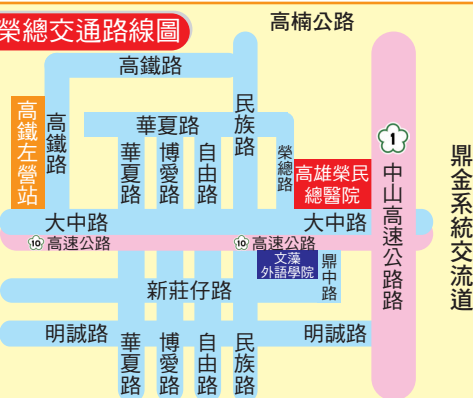 榮總交通路線圖
高楠公路
高鐵路
高鐵左營站
高鐵路
華夏路
民族路
華夏路
博愛路
自由路
榮總路
高雄榮民
總醫院
1
中山高速公路路
鼎金系統交流道
大中路
大中路
10 高速公路
10 高速公路
文藻
外語學院
鼎中路
新莊仔路
明誠路
明誠路
華夏路
博愛路
自由路
民族路